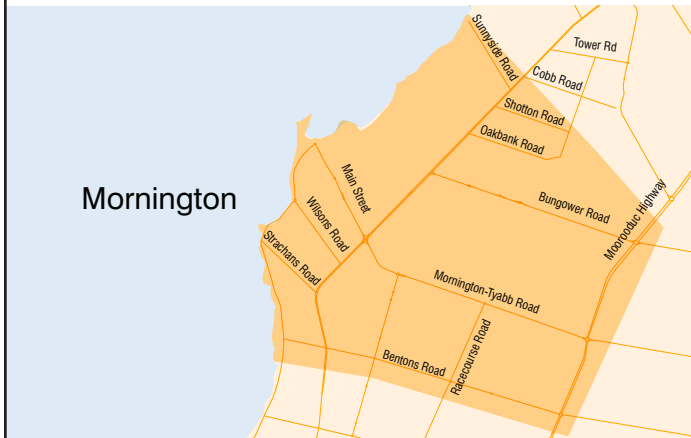 Sunnyside Road
Tower Rd
Cobb Road
Shotton Road
Oakbank Road
Main Street
Mornington
Wilsons Road
Bungower Road
Moorooduc Highway
Strachans Road
Mornington-Tyabb Road
Racecourse Road
Bentons Road